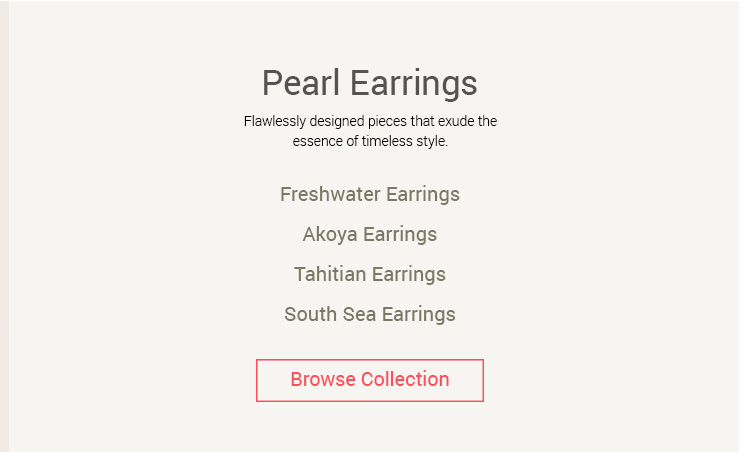 Pearl Earrings
Flawlessly designed pieces that exude the
essence of timeless style.
Freshwater Earrings
Akoya Earrings
Tahitian Earrings
South Sea Earrings
Browse Collection